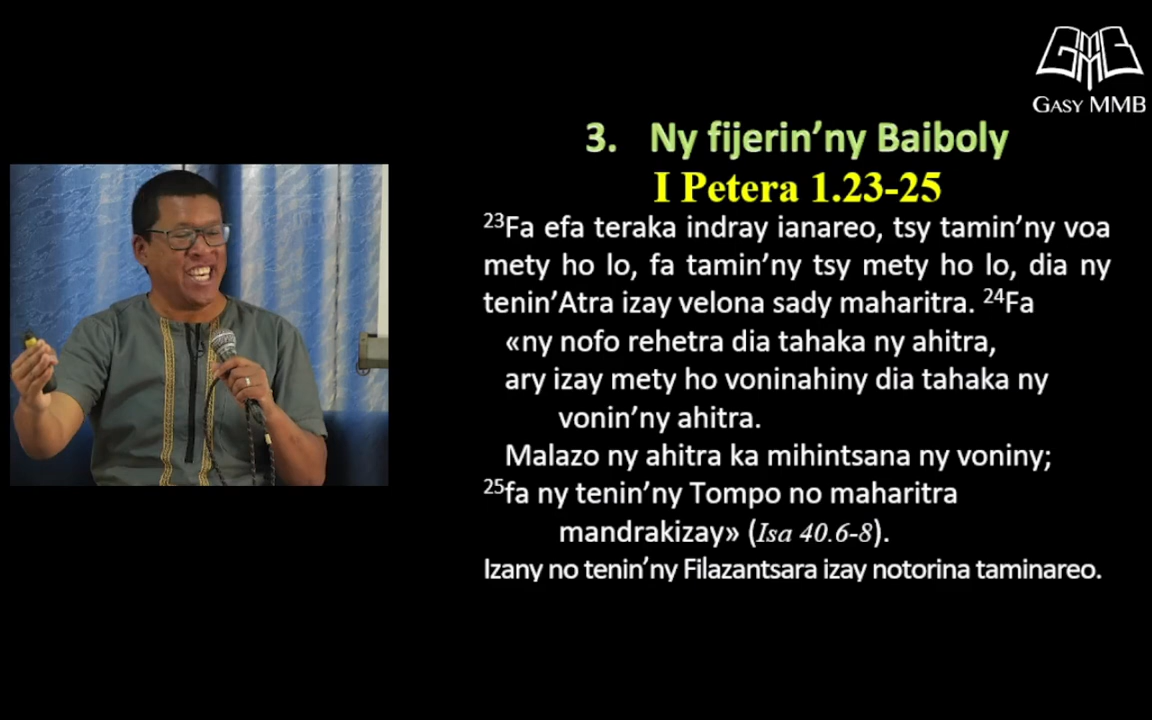 GMMB
GASY MMB
3. Ny fijerin’ny Baiboly
I Petera 1.23-25
23Fa efa teraka indray ianareo, tsy tamin’ny voa
mety ho lo, fa tamin’ny tsy mety ho lo, dia ny
tenin’Atra izay velona sady maharitra. 24Fa
«ny nofo rehetra dia tahaka ny ahitra,
ary izay mety ho voninahiny dia tahaka ny
vonin’ny ahitra.
Malazo ny ahitra ka mihintsana ny voniny;
25fa ny tenin’ny Tompo no maharitra
mandrakizay» (Isa 40.6-8).
Izany no tenin’ny Filazantsara izay notorina taminareo.